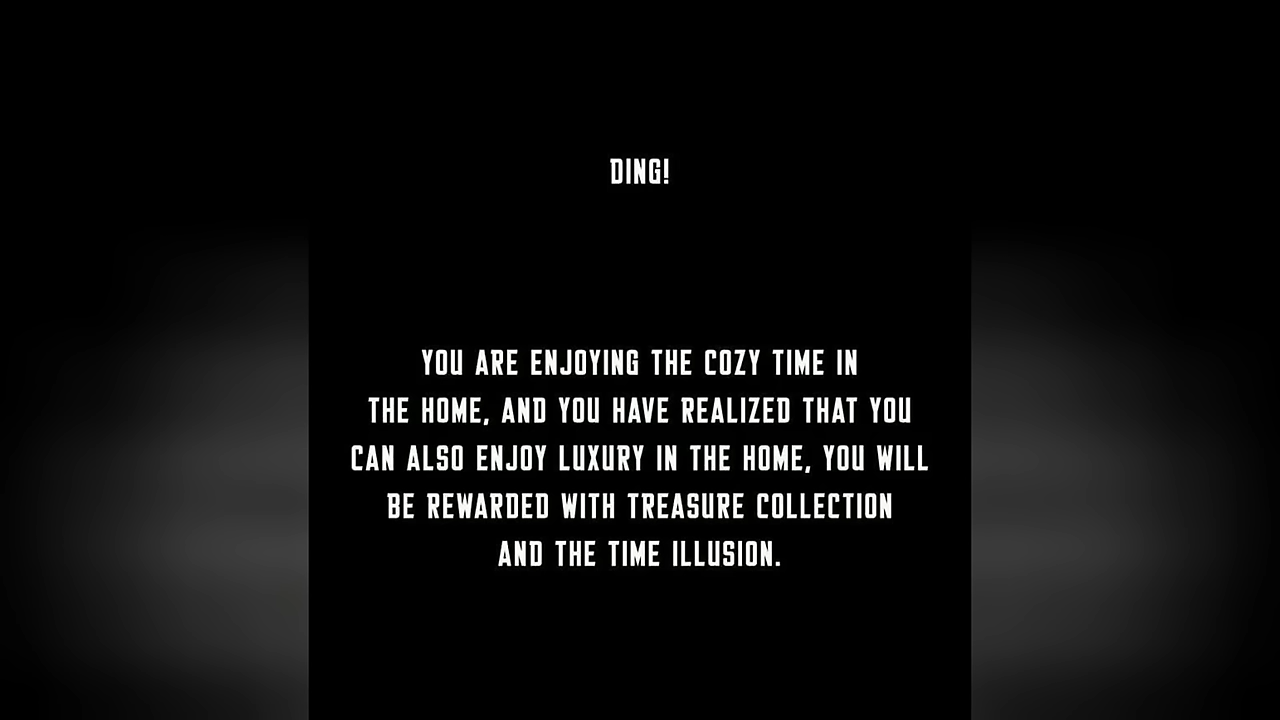 DING!
YOU ARE ENJOYING THE COZY TIME IN
THE HOME, AND YOU HAVE REALIZED THAT YOU
CAN ALSO ENJOY LUXURY IN THE HOME, YOU WILL
BE REWARDED WITH TREASURE COLLECTION
AND THE TIME ILLUSION.